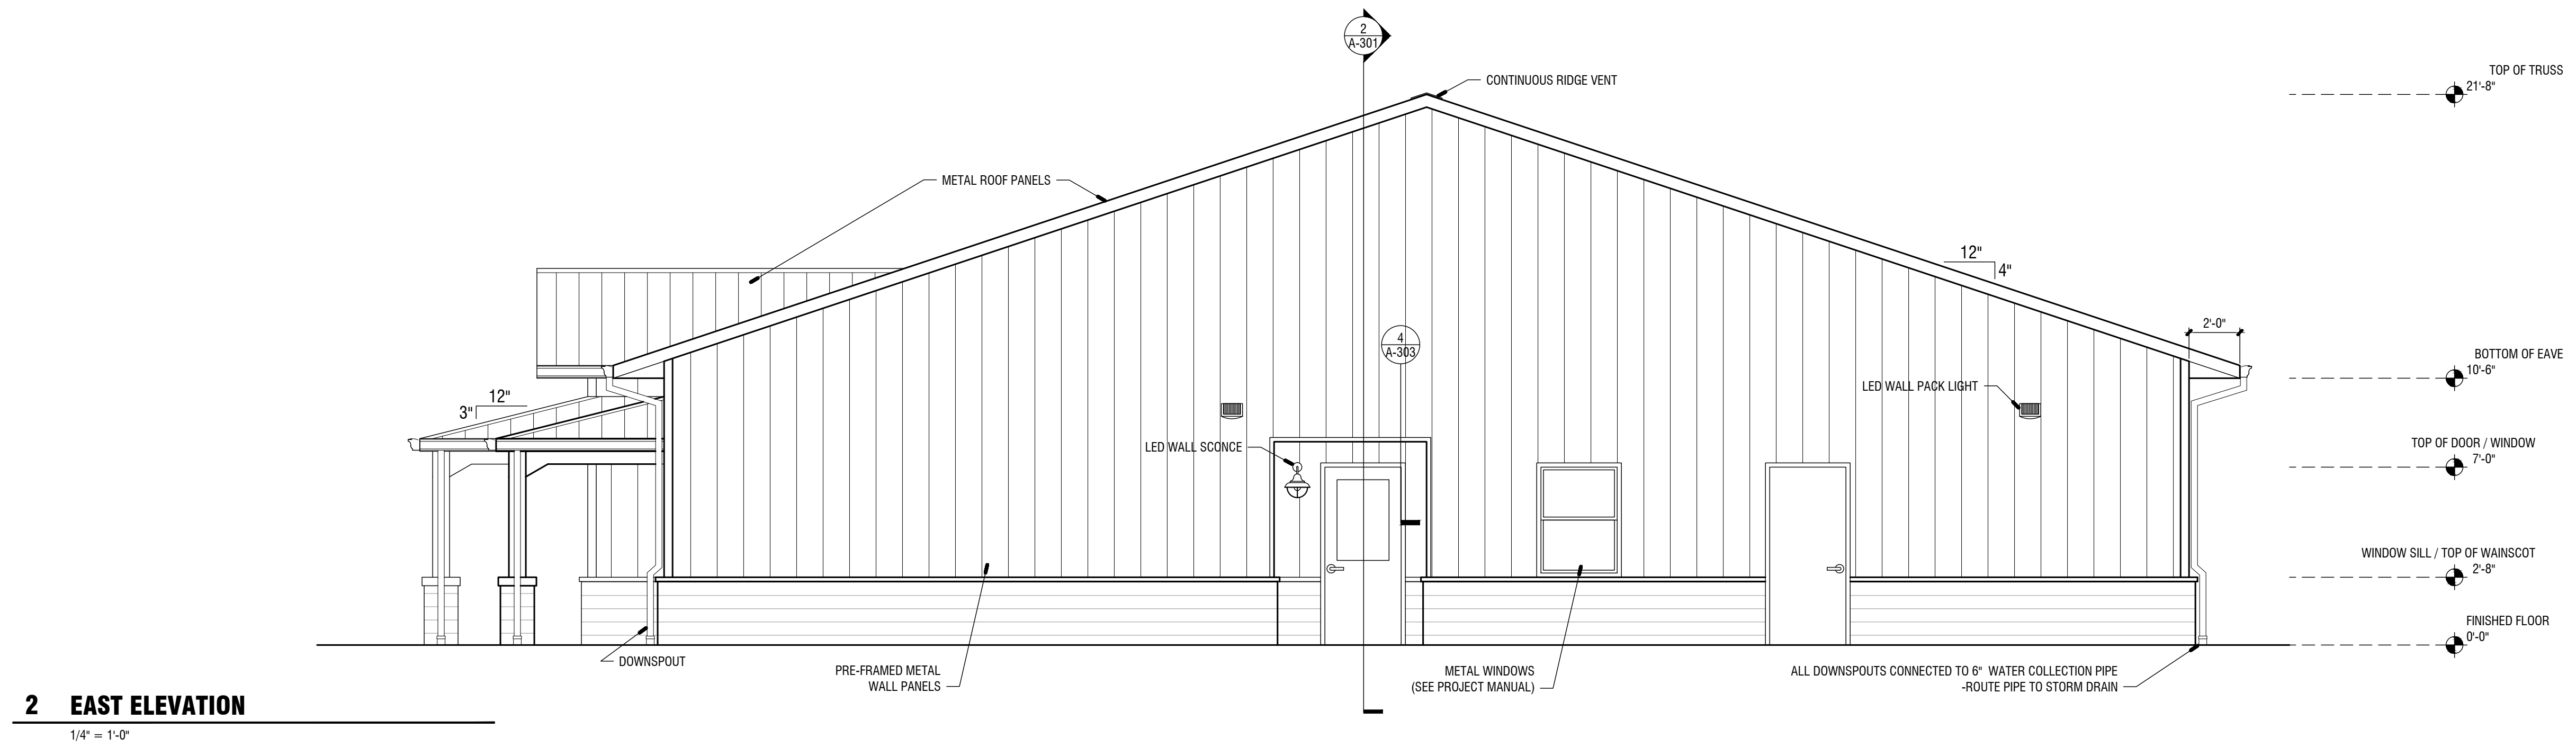 2
A-301
CONTINUOUS RIDGE VENT
TOP OF TRUSS
21'-8"
METAL ROOF PANELS
12"
4"
2'-0"
4
A-303
BOTTOM OF EAVE
10'-6"
LED WALL PACK LIGHT
12"
3"
LED WALL SCONCE
TOP OF DOOR / WINDOW
7'-0"
WINDOW SILL / TOP OF WAINSCOT
2'-8"
FINISHED FLOOR
0'-0"
DOWNSPOUT
PRE-FRAMED METAL
WALL PANELS
METAL WINDOWS
(SEE PROJECT MANUAL)
ALL DOWNSPOUTS CONNECTED TO 6" WATER COLLECTION PIPE
-ROUTE PIPE TO STORM DRAIN
2 EAST ELEVATION
1/4" = 1'-0"